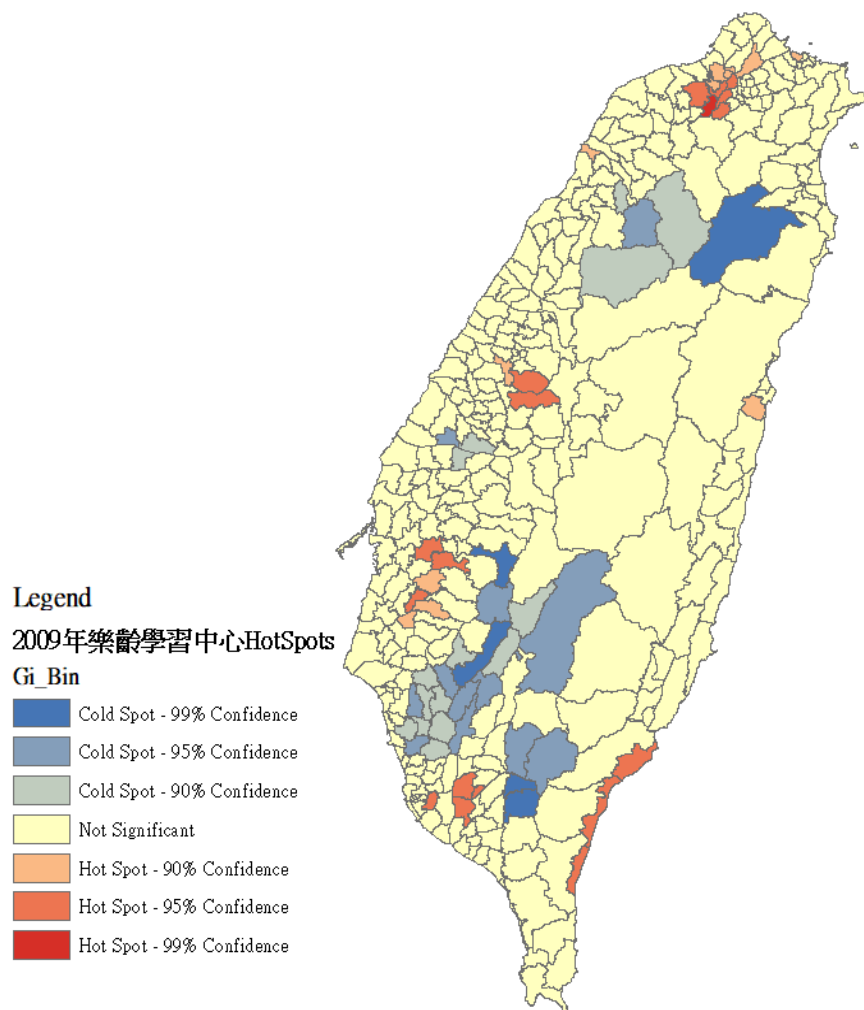 Legend
2009年樂齡學習中心HotSpots
Gi_Bin
Cold Spot - 99% Confidence
Cold Spot - 95% Confidence
Cold Spot - 90% Confidence
Not Significant
Hot Spot - 90% Confidence
Hot Spot - 95% Confidence
Hot Spot - 99% Confidence